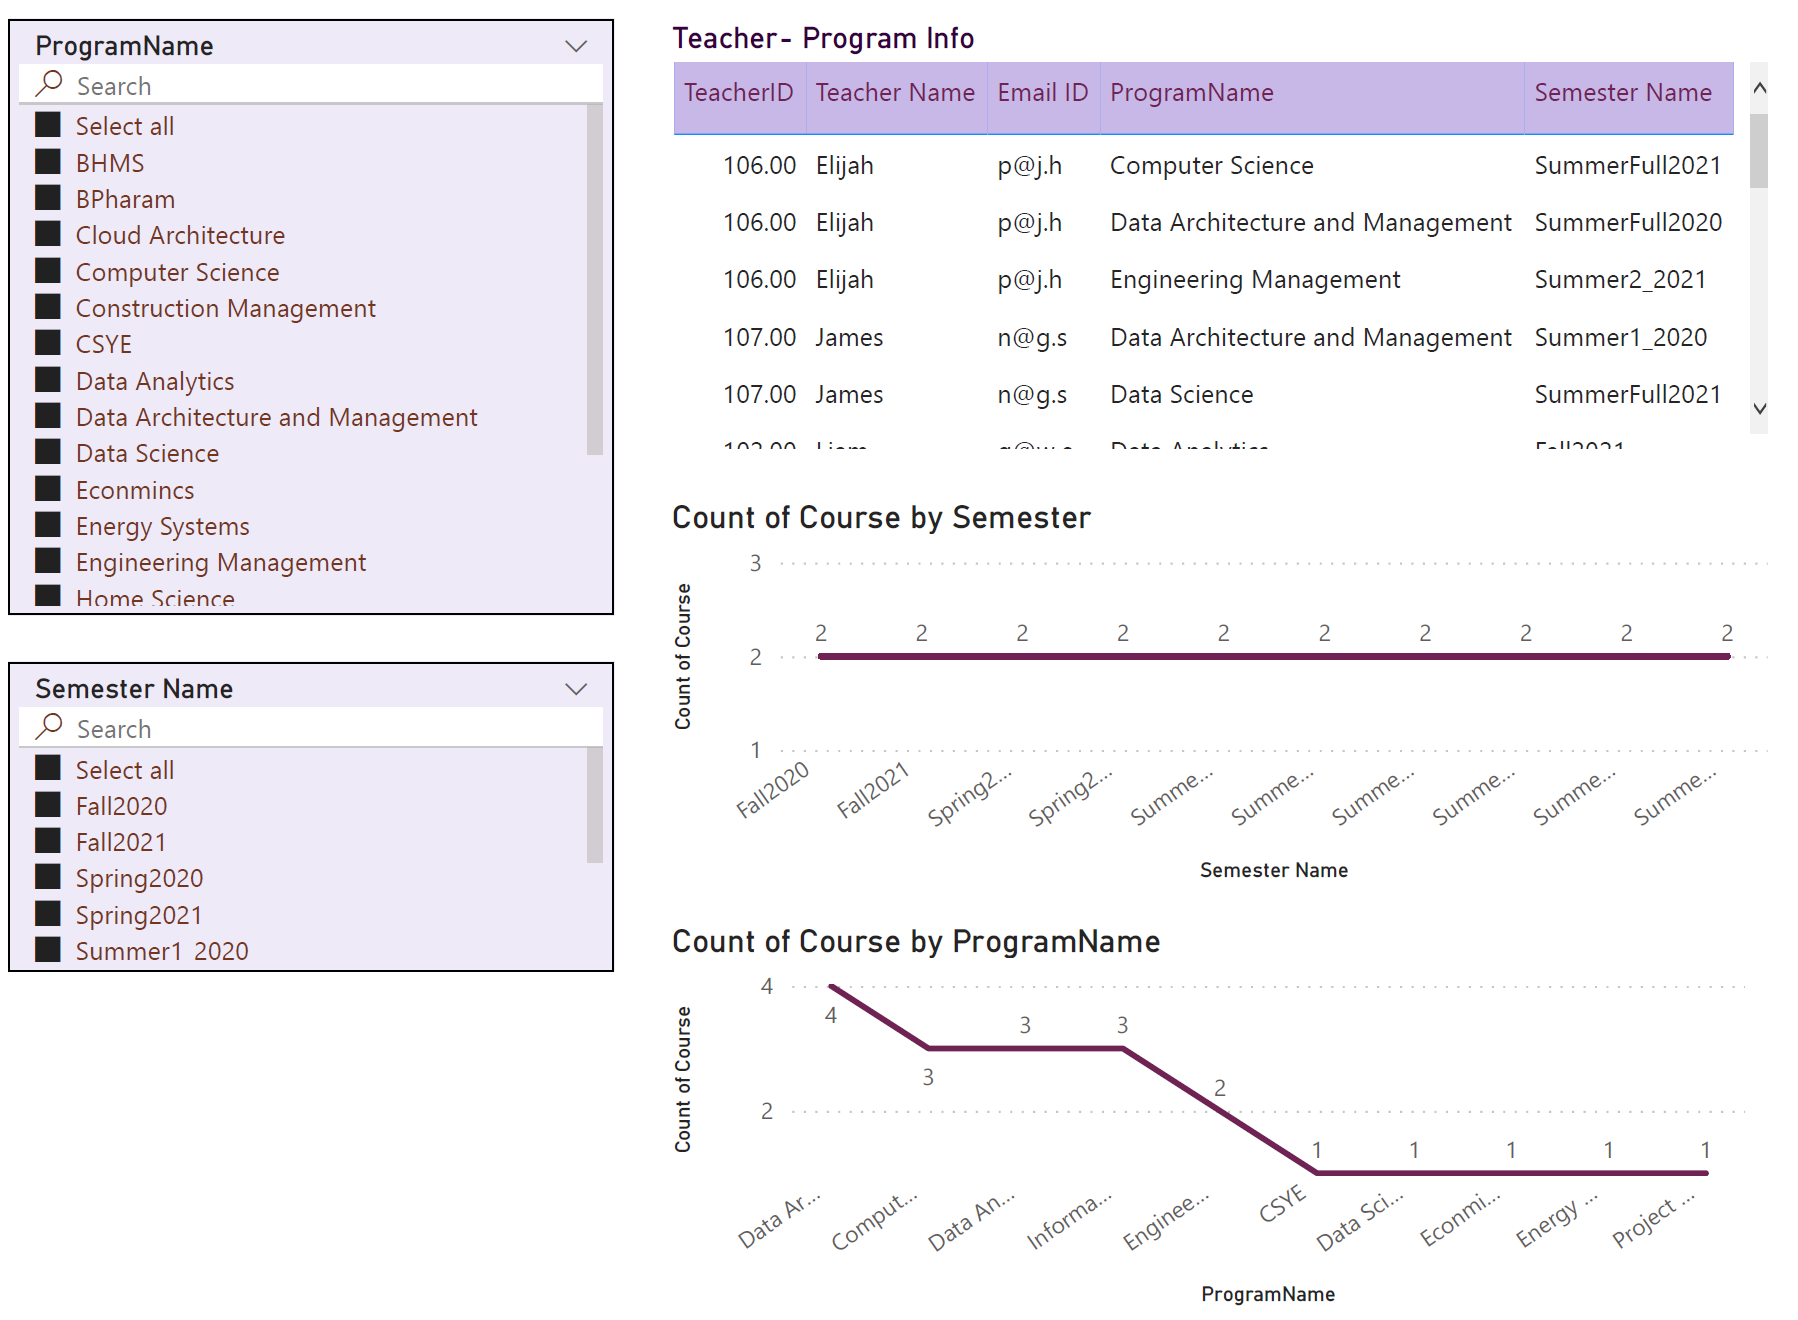 ProgramName
Search
Select all
BHMS
BPharam
Cloud Architecture
Computer Science
Construction Management
CSYE
Data Analytics
Data Architecture and Management
Data Science
Econmincs
Energy Systems
Engineering Management
Home Science
Semester Name
Search
Select all
Fall2020
Fall2021
Spring2020
Spring2021
Summer1_2020
Teacher- Program Info
TeacherID Teacher Name Email ID ProgramName Semester Name
106.00 Elijah p@j.h Computer Science SummerFull2021
106.00 Elijah p@j.h Data Architecture and Management SummerFull2020
106.00 Elijah p@j.h Engineering Management Summer2_2021
107.00 James n@g.s Data Architecture and Management Summer1_2020
107.00 James n@g.s Data Science SummerFull2021
Liam Data Analytics Fall2021
Count of Course by Semester
Count of Course
3
2
1
2 2 2 2 2 2 2 2 2 2
Fall2020 Fall2021 Spring2... Spring2... Summe... Summe... Summe... Summe... Summe... Summe...
Semester Name
Count of Course by ProgramName
Count of Course
4
2
4 3 3 3 2 1 1 1 1 1
Data Ar... Comput... Data An... Informa... Enginee... CSYE Data Sci... Econmi... Energy ... Project ...
ProgramName